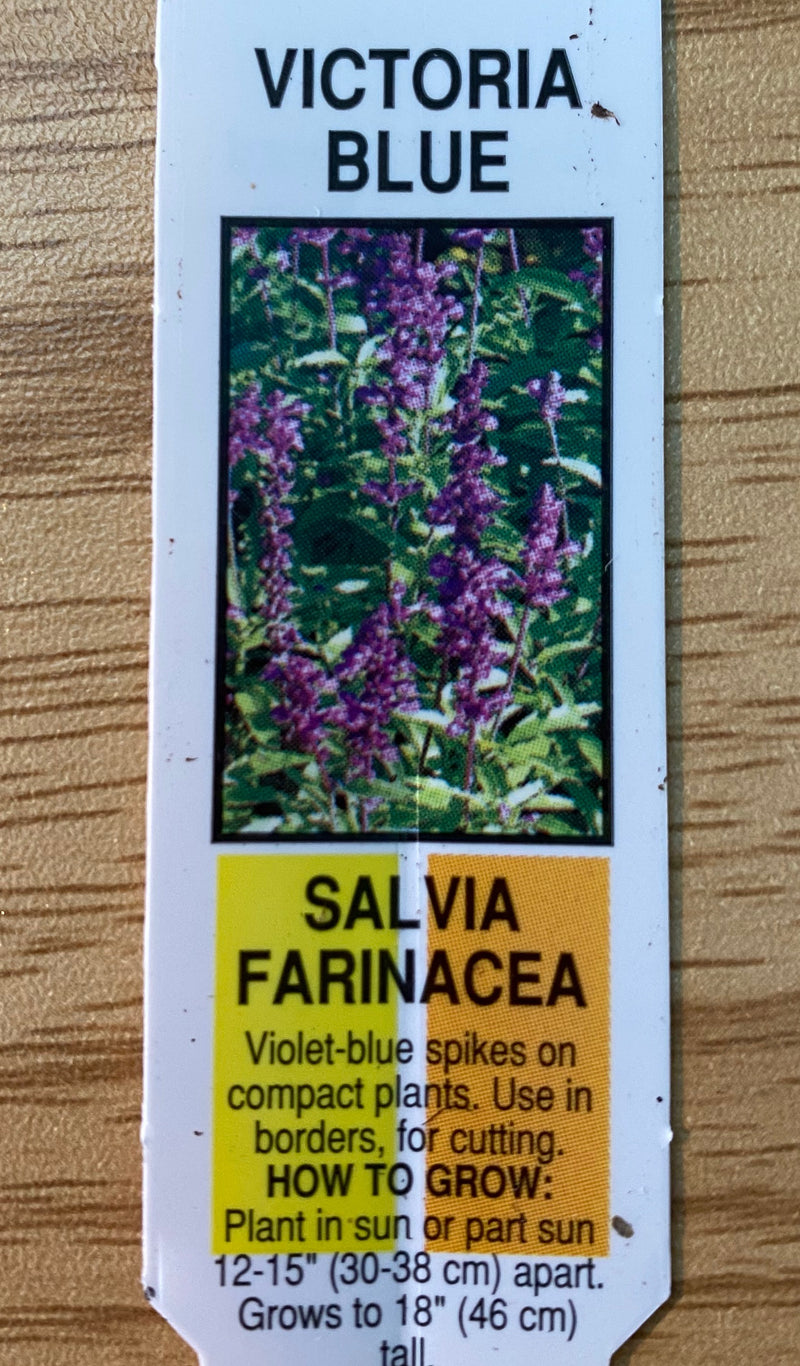 VICTORIA
BLUE
SALVIA
FARINACEA
Violet-blue spikes on
compact plants. Use in
borders, for cutting.
HOW TO GROW:
Plant in sun or part sun
12-15" (30-38 cm) apart.
Grows to 18" (46 cm)
tall.